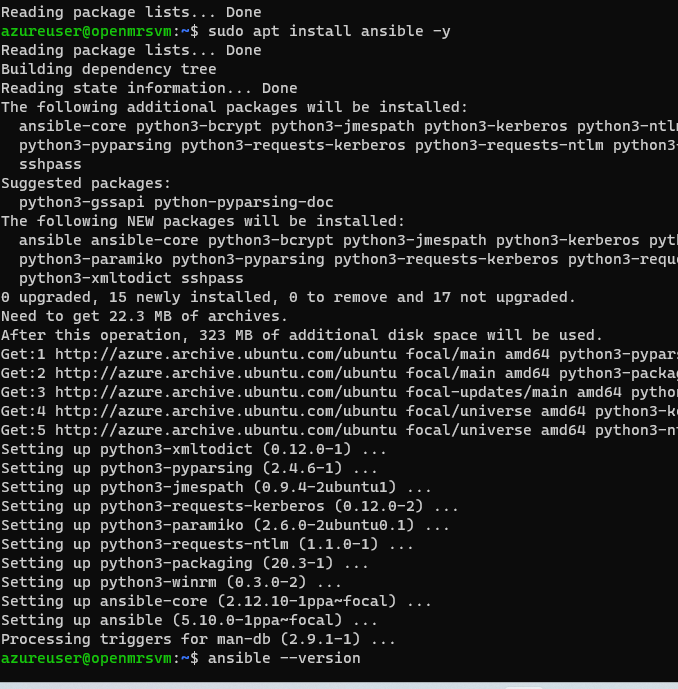 Reading package lists... Done
azureuser@openmrsvm:~$ sudo apt install ansible -y
Reading package lists... Done
Building dependency tree
Reading state information... Done
The following additional packages will be installed:
  ansible-core python3-bcrypt python3-jmespath python3-kerberos python3-ntl
  python3-pyparsing python3-requests-kerberos python3-requests-ntlm python3-
  sshpass
Suggested packages:
  python3-gssapi python-pyparsing-doc
The following NEW packages will be installed:
  ansible ansible-core python3-bcrypt python3-jmespath python3-kerberos pyt
  python3-paramiko python3-pyparsing python3-requests-kerberos python3-requ
  python3-xmltodict sshpass
0 upgraded, 15 newly installed, 0 to remove and 17 not upgraded.
Need to get 22.3 MB of archives.
After this operation, 323 MB of additional disk space will be used.
Get:1 http://azure.archive.ubuntu.com/ubuntu focal/main amd64 python3-pypars
Get:2 http://azure.archive.ubuntu.com/ubuntu focal/main amd64 python3-packag
Get:3 http://azure.archive.ubuntu.com/ubuntu focal-updates/main amd64 python
Get:4 http://azure.archive.ubuntu.com/ubuntu focal/universe amd64 python3-k
Get:5 http://azure.archive.ubuntu.com/ubuntu focal/universe amd64 python3-n
Setting up python3-xmltodict (0.12.0-1) ...
Setting up python3-pyparsing (2.4.6-1) ...
Setting up python3-jmespath (0.9.4-2ubuntu1) ...
Setting up python3-requests-kerberos (0.12.0-2) ...
Setting up python3-paramiko (2.6.0-2ubuntu0.1) ...
Setting up python3-requests-ntlm (1.1.0-1) ...
Setting up python3-packaging (20.3-1) ...
Setting up python3-winrm (0.3.0-2) ...
Setting up ansible-core (2.12.10-1ppa~focal) ...
Setting up ansible (5.10.0-1ppa~focal) ...
Processing triggers for man-db (2.9.1-1) ...
azureuser@openmrsvm:~$ ansible --version